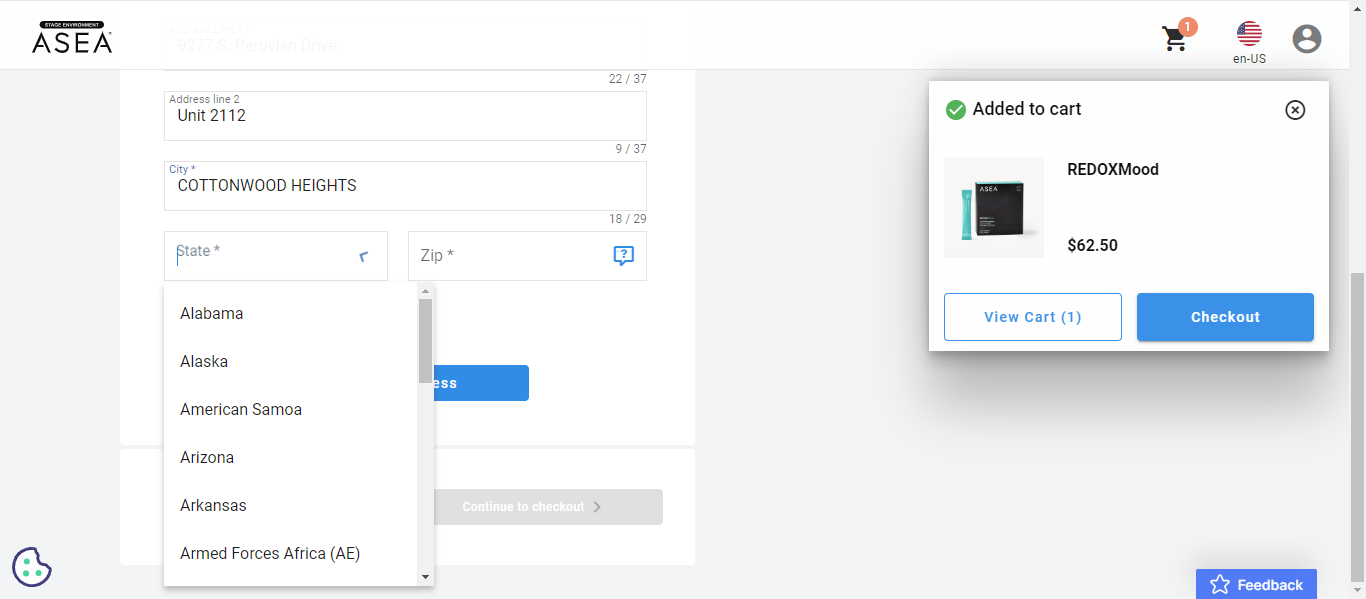 STAGE ENVIRONMENT
ASEA
Address Line 1 *
9277 S. Peruvian Drive
1
en-US
22 / 37
Address line 2
Unit 2112
9 / 37
City *
COTTONWOOD HEIGHTS
18 / 29
State *
Zip *
?
Alabama
Alaska
American Samoa
Arizona
Arkansas
Armed Forces Africa (AE)
ess
Continue to checkout
Added to cart
ASEA
REDOXMood
$62.50
View Cart (1)
Checkout
Feedback